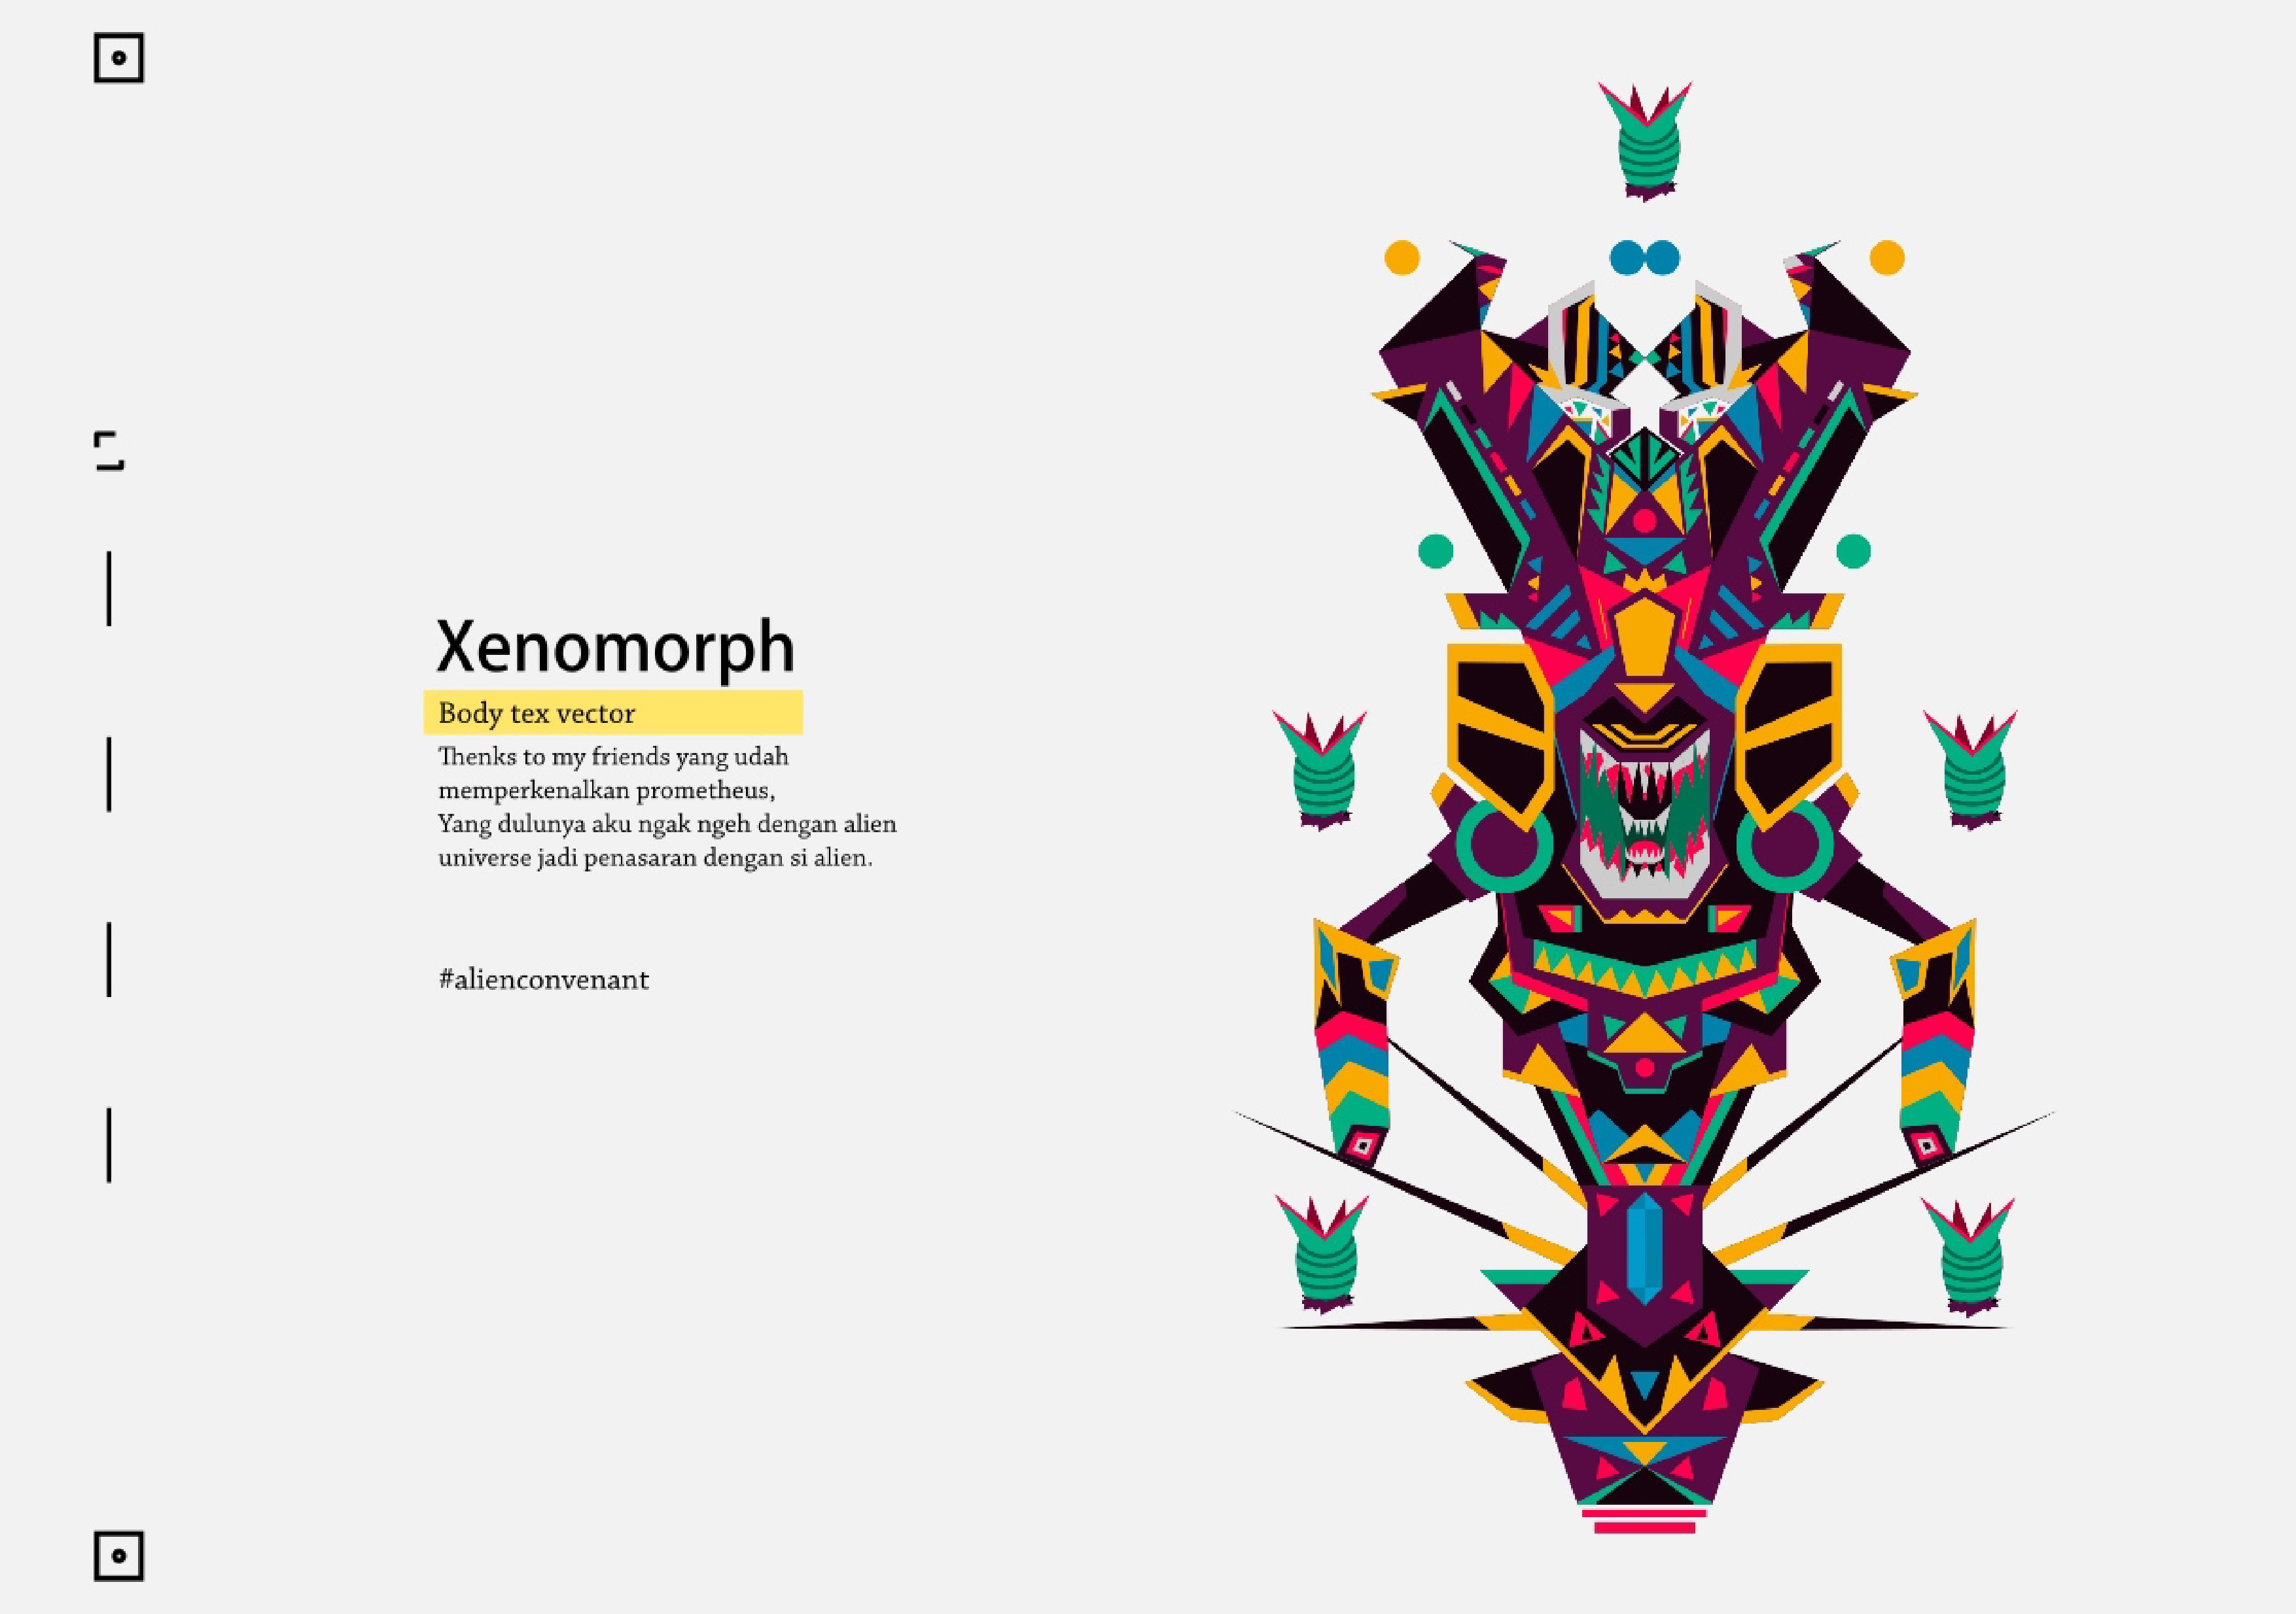 Xenomorph
Body tex vector
Thenks to my friends yang udah
memperkenalkan prometheus,
Yang dulunya aku ngak ngeh dengan alien
universe jadi penasaran dengan si alien.
#alienconvenant